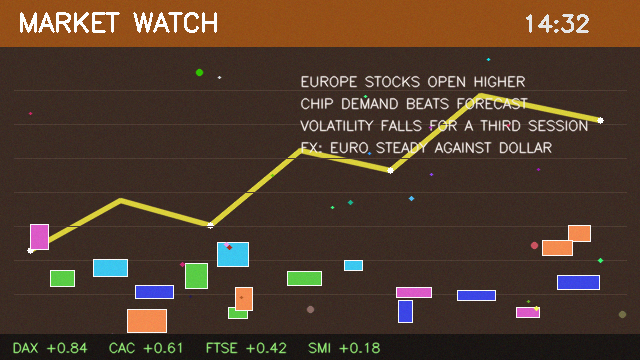 MARKET WATCH
14:32
EUROPE STOCKS OPEN HIGHER
CHIP DEMAND BEATS FORECAST
VOLATILITY FALLS FOR A THIRD SESSION
FX: EURO STEADY AGAINST DOLLAR
DAX +0.84 CAC +0.61 FTSE +0.42 SMI +0.18